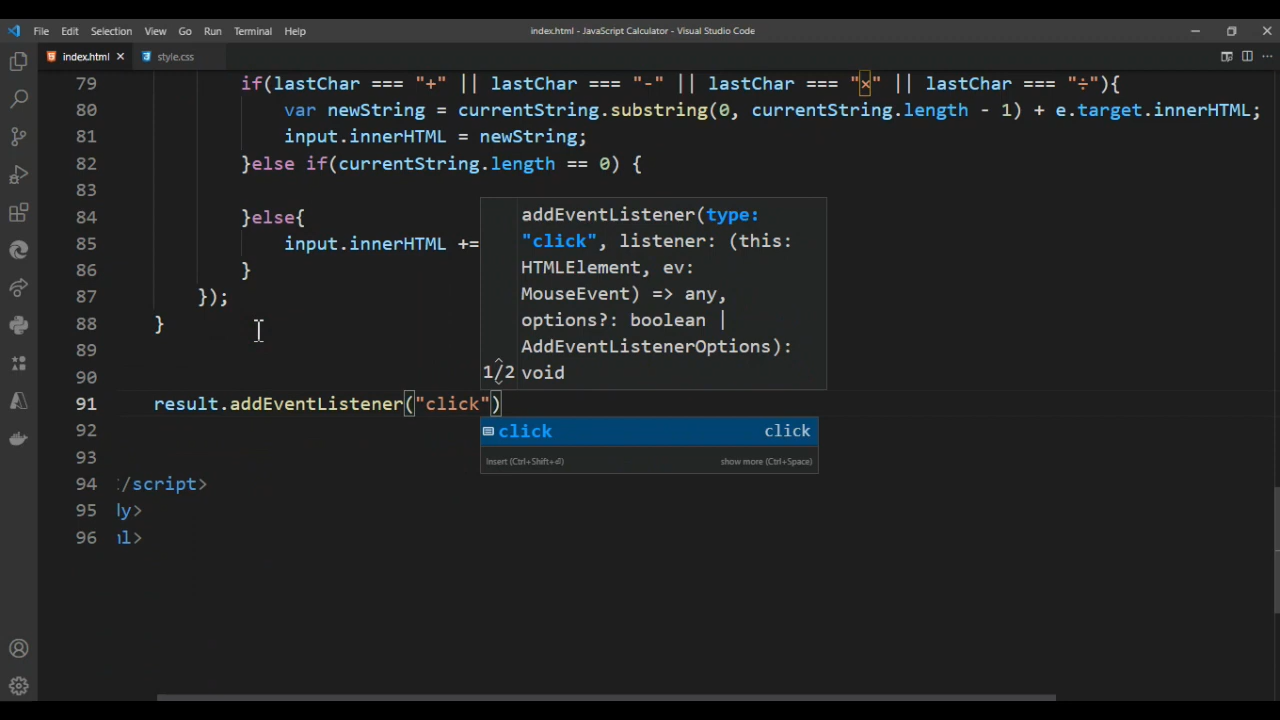 File Edit Selection View Go Run Terminal Help
index.html - JavaScript Calculator - Visual Studio Code
index.html style.css
79 if(lastChar === "+" || lastChar === "-" || lastChar === "×" || lastChar === "÷"){
80 var newString = currentString.substring(0, currentString.length - 1) + e.target.innerHTML;
81 input.innerHTML = newString;
82 }else if(currentString.length == 0) {
83
84 }else{
85 input.innerHTML +=
86 }
87 });
88 }
89
90
91 result.addEventListener("click")
92
93
94 /script>
95 ly>
96 nl>
addEventListener(type:
"click", listener: (this:
HTMLElement, ev:
MouseEvent) => any,
options?: boolean |
AddEventListenerOptions):
1/2 void
click click
Insert (Ctrl+Shift+⏎) show more (Ctrl+Space)